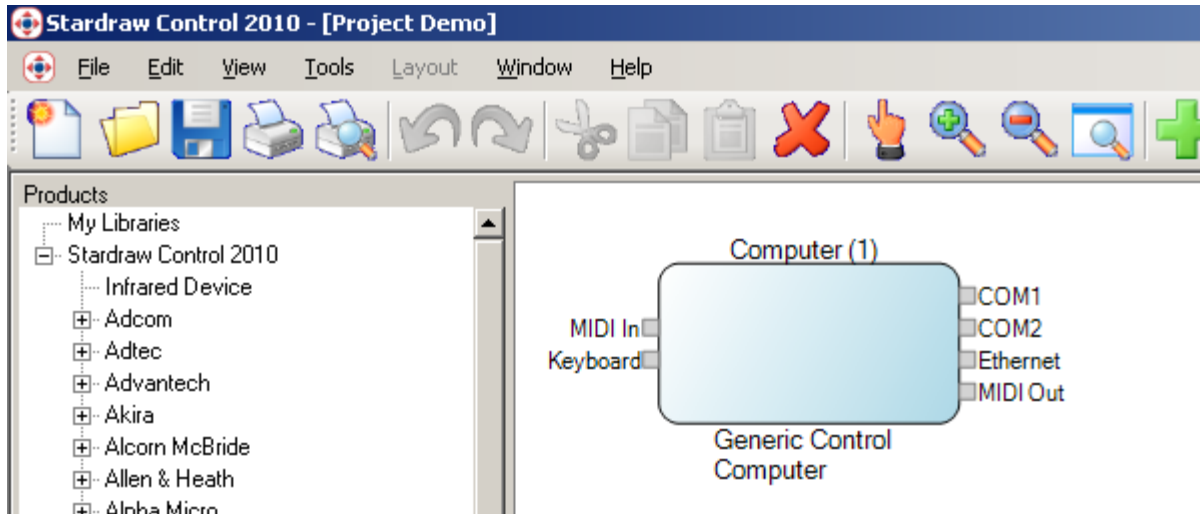 Stardraw Control 2010 - [Project Demo]
File Edit View Tools Layout Window Help
Products
My Libraries
Stardraw Control 2010
Infrared Device
Adcom
Adtec
Advantech
Akira
Alcorn McBride
Allen & Heath
Alpha Micro
Computer (1)
MIDI In
Keyboard
COM1
COM2
Ethernet
MIDI Out
Generic Control
Computer